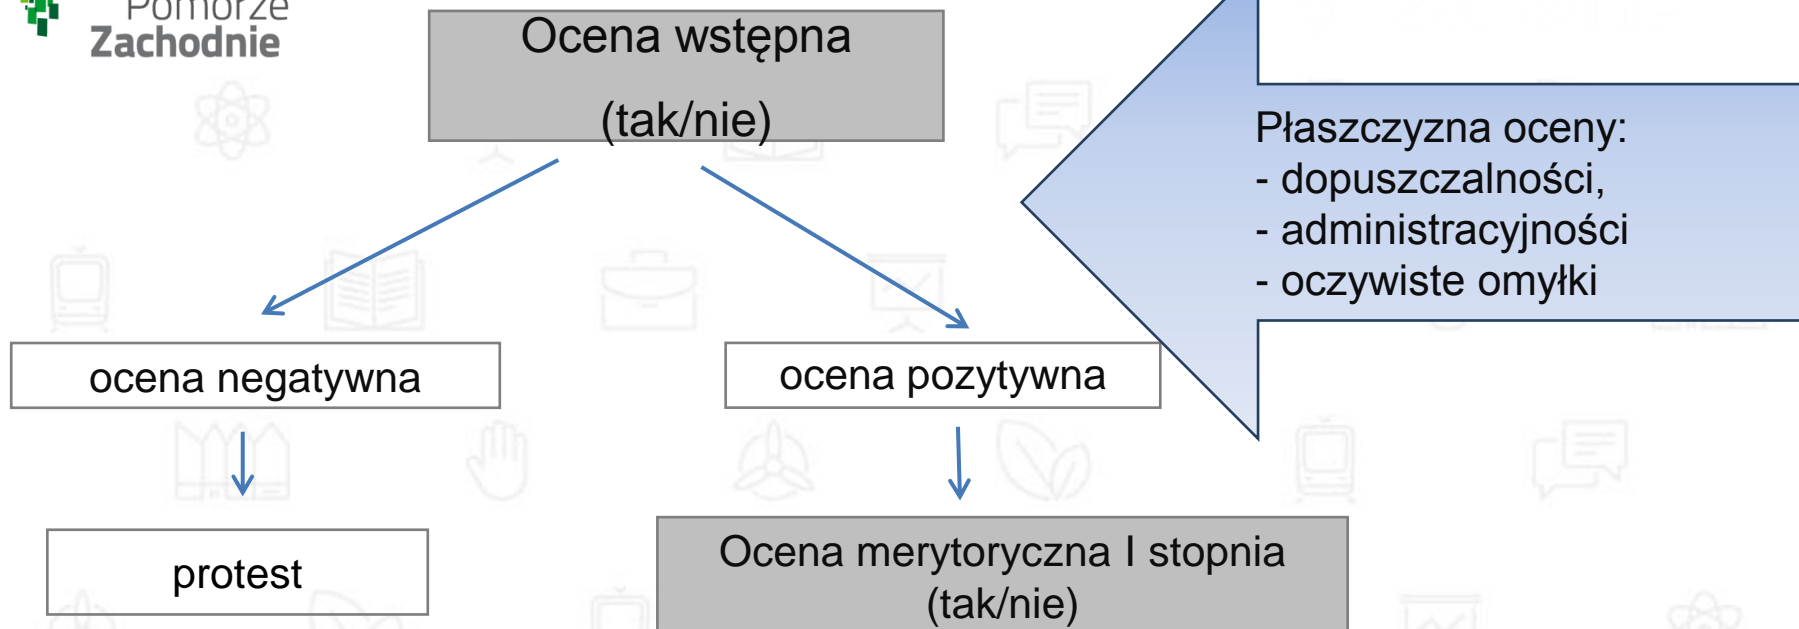 Pomorze
Zachodnie
Ocena wstępna
(tak/nie)
Płaszczyzna oceny:
- dopuszczalności,
- administracyjności
- oczywiste omyłki
ocena negatywna
ocena pozytywna
protest
Ocena merytoryczna I stopnia
(tak/nie)